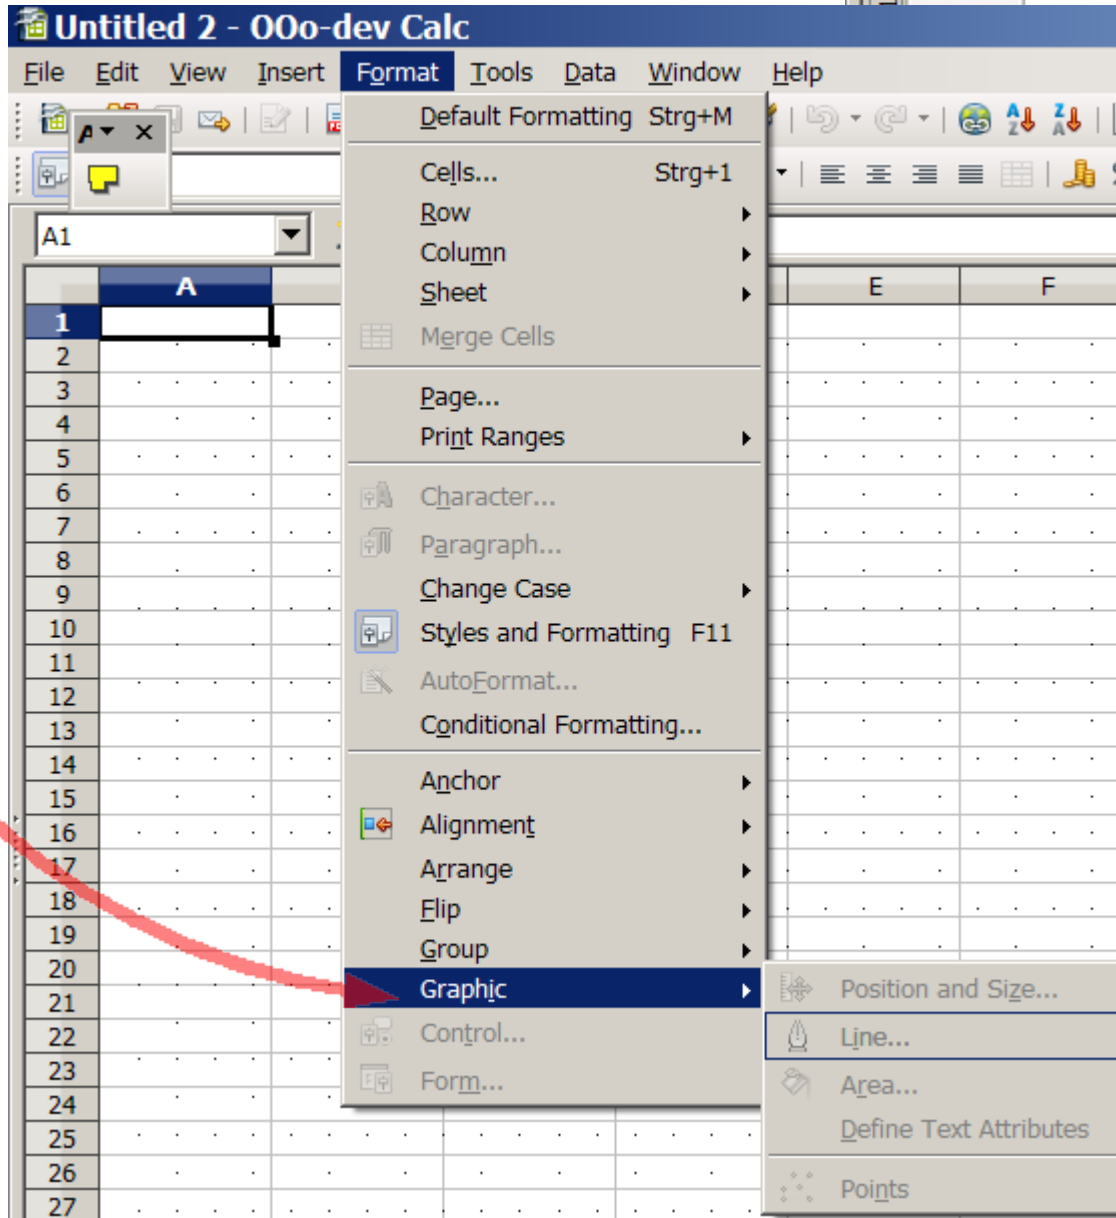 Untitled 2 - OOo-dev Calc
File Edit View Insert Format Tools Data Window Help
A
A1
A E F
1
2
3
4
5
6
7
8
9
10
11
12
13
14
15
16
17
18
19
20
21
22
23
24
25
26
27
Default Formatting Strg+M
Cells... Strg+1
Row
Column
Sheet
Merge Cells
Page...
Print Ranges
Character...
Paragraph...
Change Case
Styles and Formatting F11
AutoFormat...
Conditional Formatting...
Anchor
Alignment
Arrange
Flip
Group
Graphic
Control...
Form...
Position and Size...
Line...
Area...
Define Text Attributes
Points